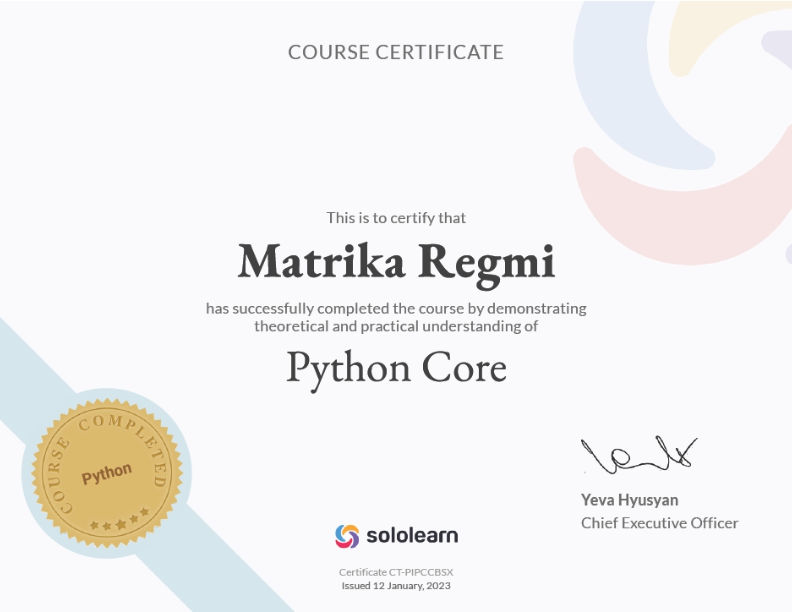 COURSE CERTIFICATE
This is to certify that
Matrika Regmi
has successfully completed the course by demonstrating
theoretical and practical understanding of
Python Core
COURSE COMPLETED
Python
Yeva Hyusyan
Chief Executive Officer
sololearn
Certificate CT-PIPCCBSX
Issued 12 January, 2023